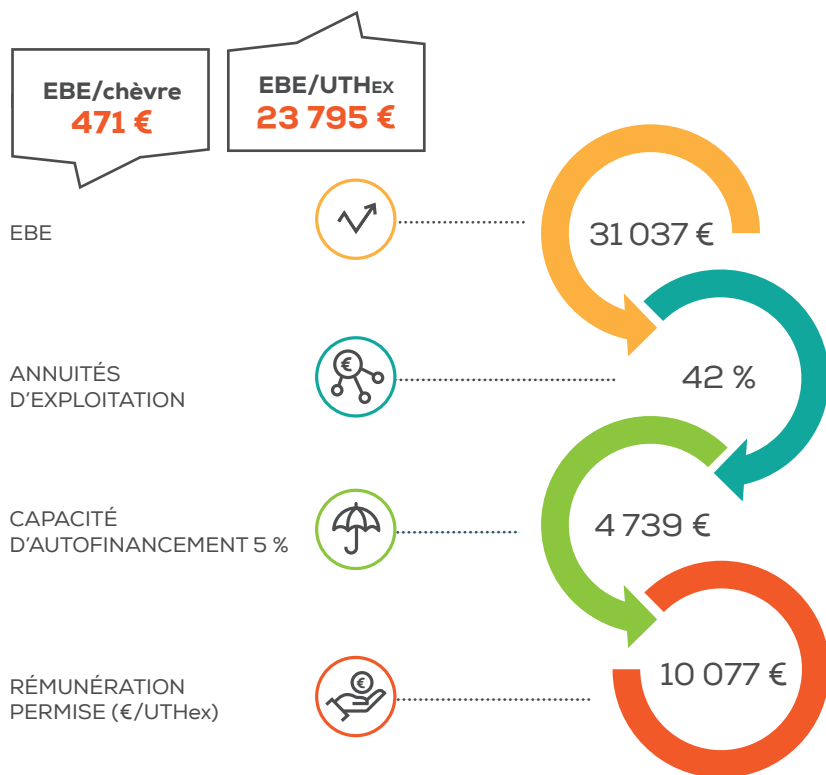 EBE/chèvre
471 €
EBE/UTHEX
23 795 €
EBE
31 037 €
ANNUITÉS
D'EXPLOITATION
€
42 %
CAPACITÉ
D'AUTOFINANCEMENT 5 %
4 739 €
RÉMUNÉRATION
PERMISE (€/UTHex)
€
10 077 €